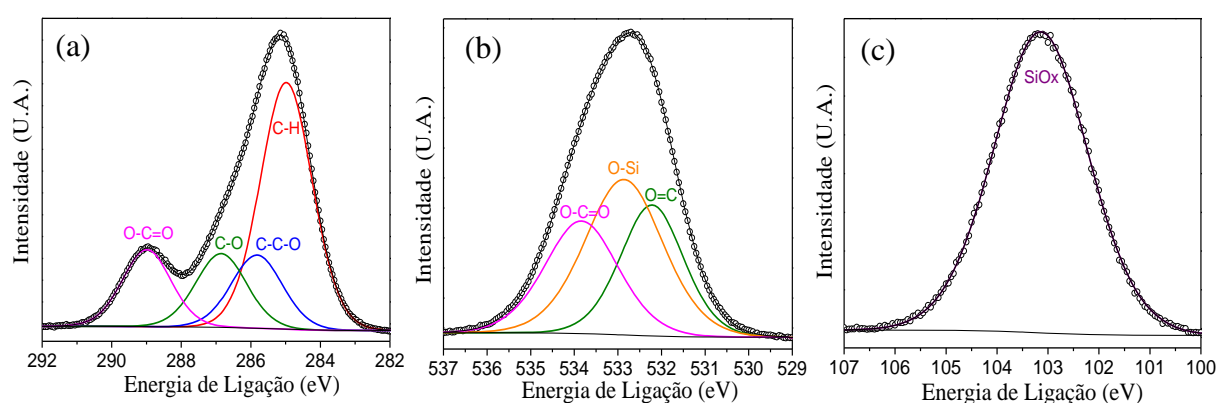 (a)
C-H
O-C=O
C-O
C-C-O
Intensidade (U.A.)
292 290 288 286 284 282
Energia de Ligação (eV)
(b)
O-Si
O=C
O-C=O
Intensidade (U.A.)
537 536 535 534 533 532 531 530 529
Energia de Ligação (eV)
(c)
SiOx
Intensitdade (U.A.)
107 106 105 104 103 102 101 100
Energia de Ligação (eV)